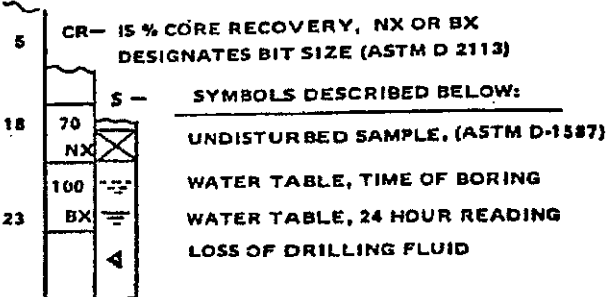 5 CR— 15 % CORE RECOVERY, NX OR BX
DESIGNATES BIT SIZE (ASTM D 2113)
S — SYMBOLS DESCRIBED BELOW:
18 70 UNDISTURBED SAMPLE, (ASTM D-1587)
NX
100 WATER TABLE, TIME OF BORING
23 BX WATER TABLE, 24 HOUR READING
LOSS OF DRILLING FLUID